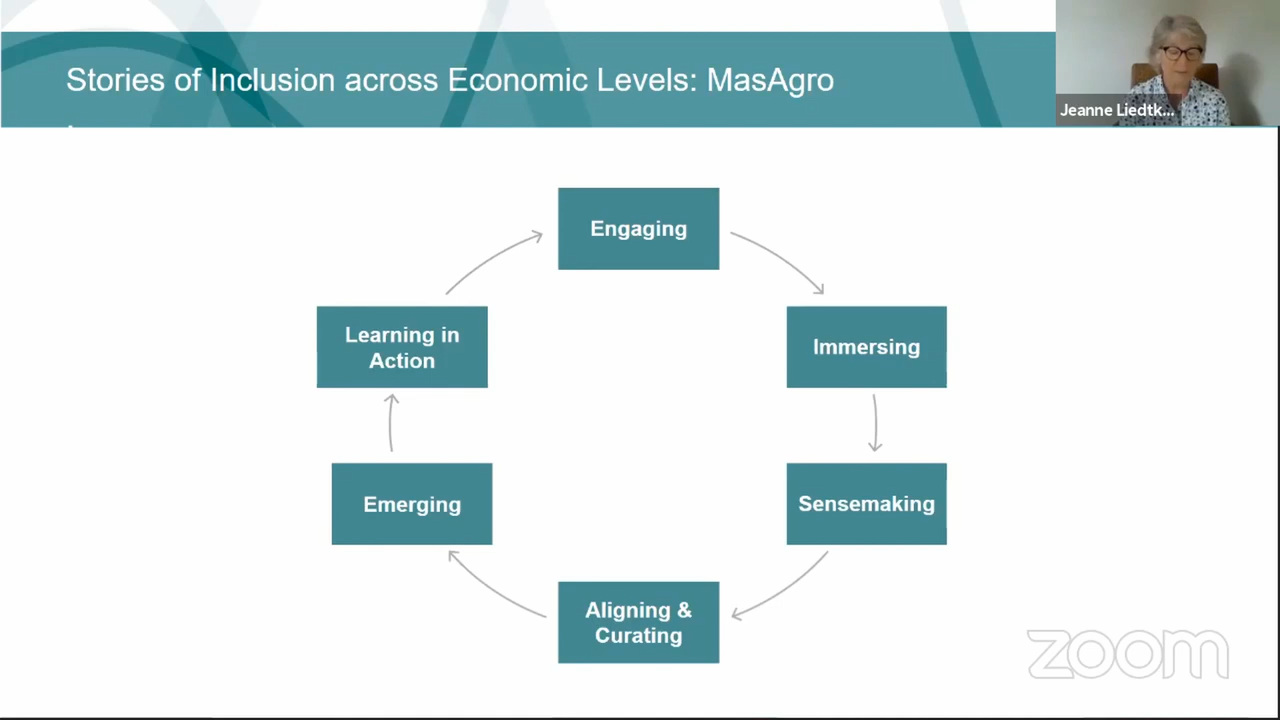 Stories of Inclusion across Economic Levels: MasAgro
Jeanne Liedtk...
Engaging
Learning in
Action
Immersing
Emerging
Sensemaking
Aligning &
Curating
zoom